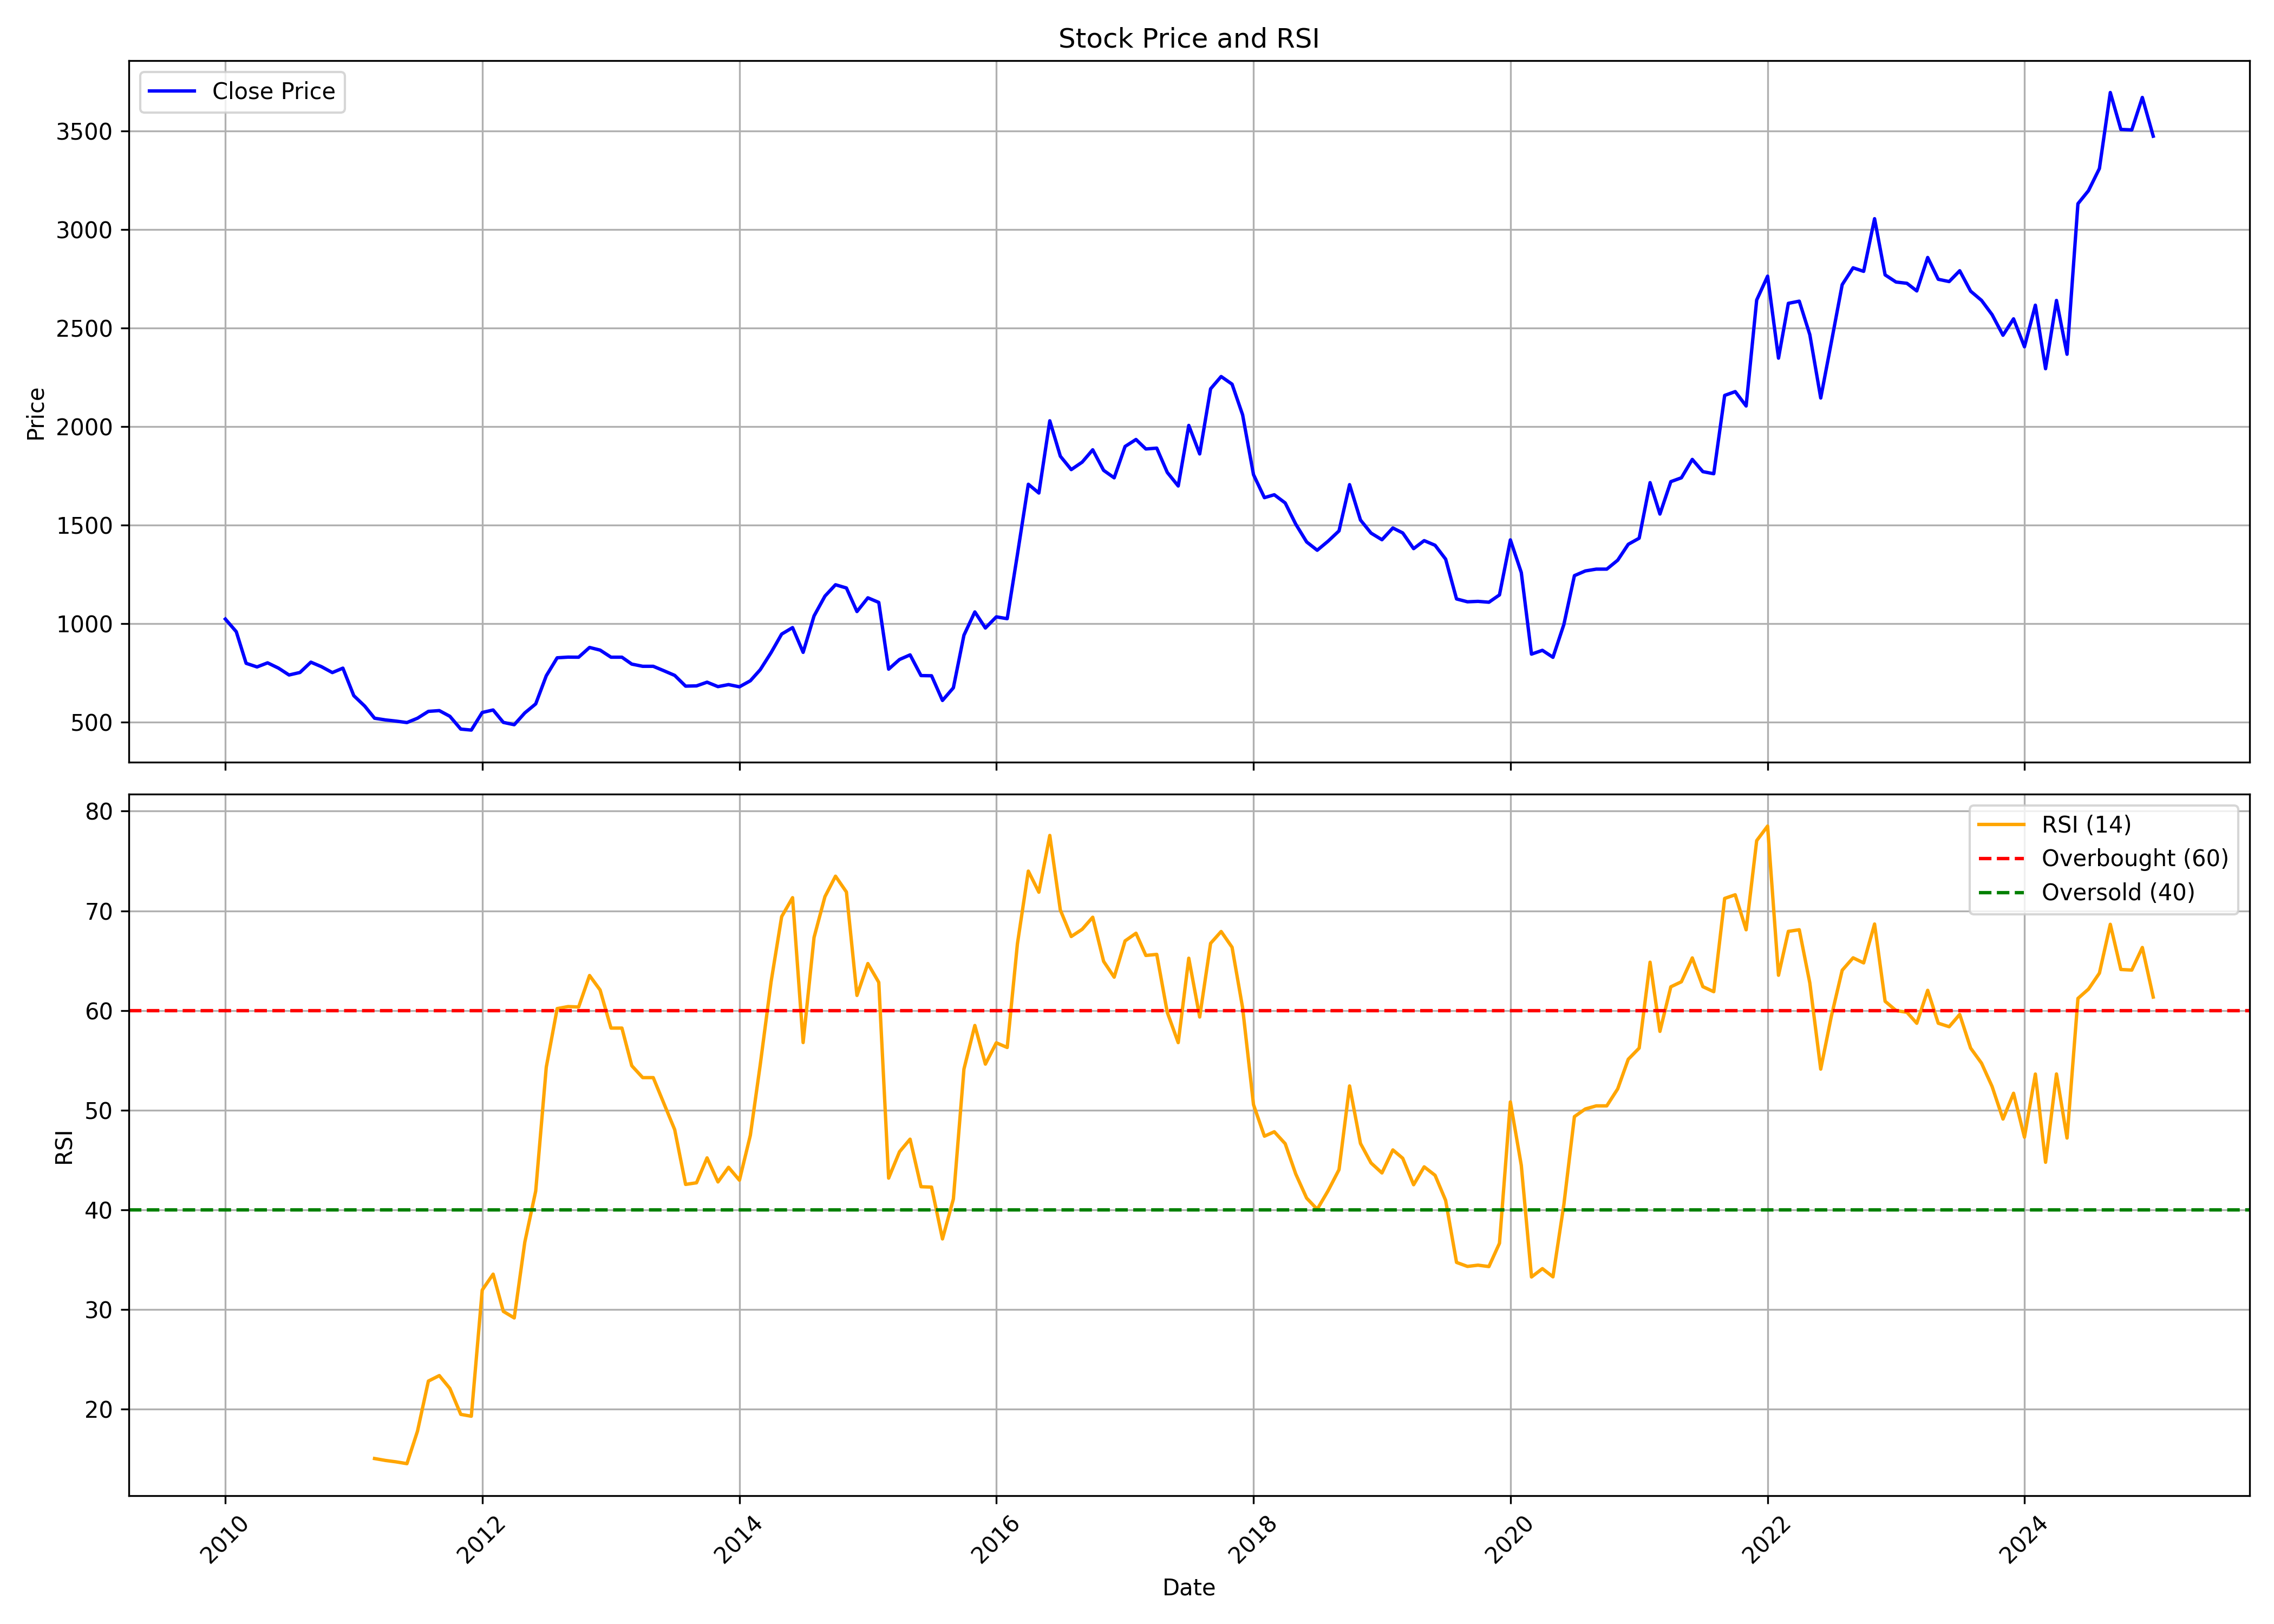 Stock Price and RSI
Close Price
3500
3000
2500
2000
1500
1000
500
Price
80
70
60
50
40
30
20
RSI
RSI (14)
Overbought (60)
Oversold (40)
2010
2012
2014
2016
2018
2020
2022
2024
Date